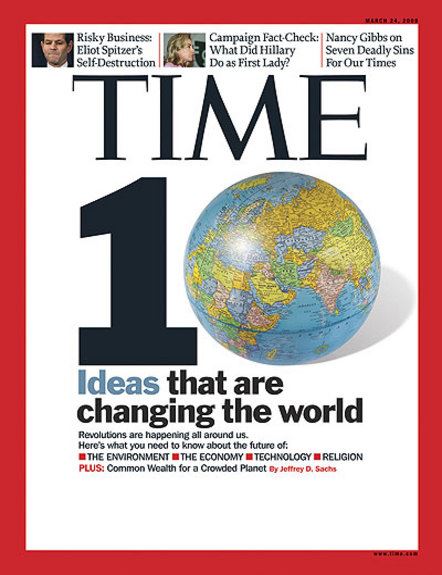 MARCH 24, 2008
Risky Business:
Eliot Spitzer's
Self-Destruction
Campaign Fact-Check:
What Did Hillary
Do as First Lady?
Nancy Gibbs on
Seven Deadly Sins
For Our Times
TIME
1
Ideas that are
changing the world
Revolutions are happening all around us.
Here's what you need to know about the future of:
■ THE ENVIRONMENT ■ THE ECONOMY ■ TECHNOLOGY ■ RELIGION
PLUS: Common Wealth for a Crowded Planet By Jeffrey D. Sachs
www.time.com